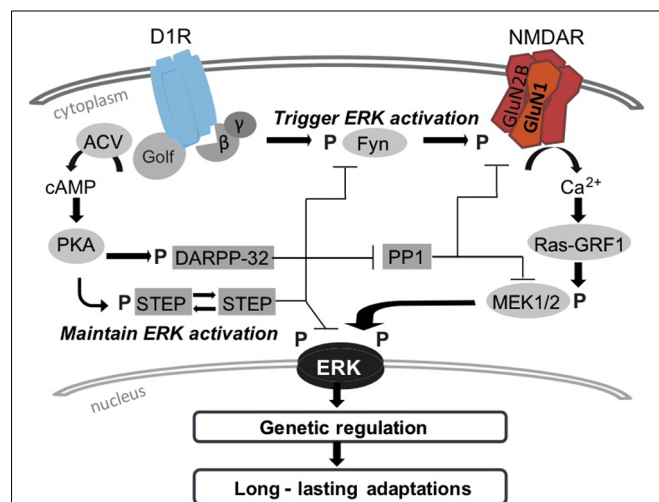 D1R
NMDAR
cytoplasm
GluN2B
GluN1
Trigger ERK activation
ACV
Golf
β
γ
P
Fyn
P
cAMP
Ca2+
PKA
P
DARPP-32
PP1
Ras-GRF1
P
STEP
STEP
MEK1/2
P
Maintain ERK activation
P
P
ERK
nucleus
Genetic regulation
Long - lasting adaptations